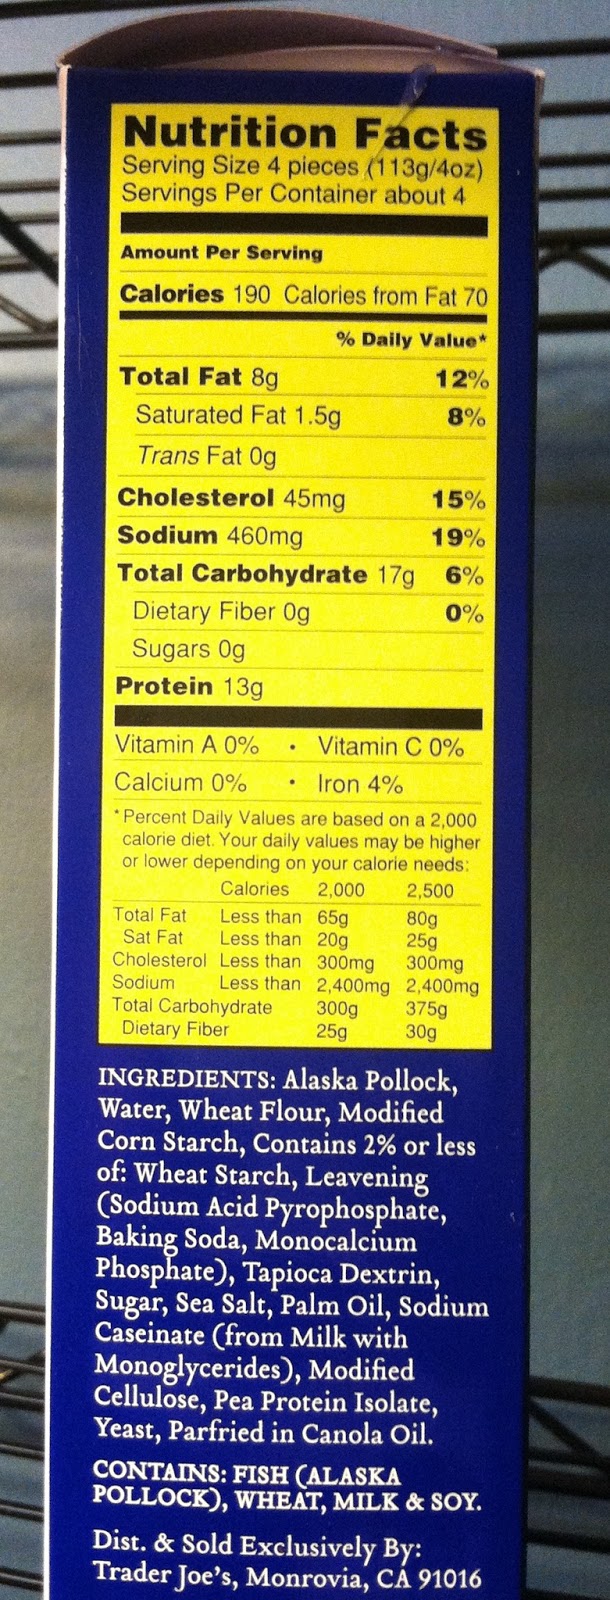 Nutrition Facts
Serving Size 4 pieces (113g/4oz)
Servings Per Container about 4
Amount Per Serving
Calories 190 Calories from Fat 70
% Daily Value*
Total Fat 8g 12%
Saturated Fat 1.5g 8%
Trans Fat 0g
Cholesterol 45mg 15%
Sodium 460mg 19%
Total Carbohydrate 17g 6%
Dietary Fiber 0g 0%
Sugars 0g
Protein 13g
Vitamin A 0% • Vitamin C 0%
Calcium 0% • Iron 4%
*Percent Daily Values are based on a 2,000
calorie diet. Your daily values may be higher
or lower depending on your calorie needs:
Calories 2,000 2,500
Total Fat Less than 65g 80g
Sat Fat Less than 20g 25g
Cholesterol Less than 300mg 300mg
Sodium Less than 2,400mg 2,400mg
Total Carbohydrate 300g 375g
Dietary Fiber 25g 30g
INGREDIENTS: Alaska Pollock,
Water, Wheat Flour, Modified
Corn Starch, Contains 2% or less
of: Wheat Starch, Leavening
(Sodium Acid Pyrophosphate,
Baking Soda, Monocalcium
Phosphate), Tapioca Dextrin,
Sugar, Sea Salt, Palm Oil, Sodium
Caseinate (from Milk with
Monoglycerides), Modified
Cellulose, Pea Protein Isolate,
Yeast, Parfried in Canola Oil.
CONTAINS: FISH (ALASKA
POLLOCK), WHEAT, MILK & SOY.
Dist. & Sold Exclusively By:
Trader Joe's, Monrovia, CA 91016